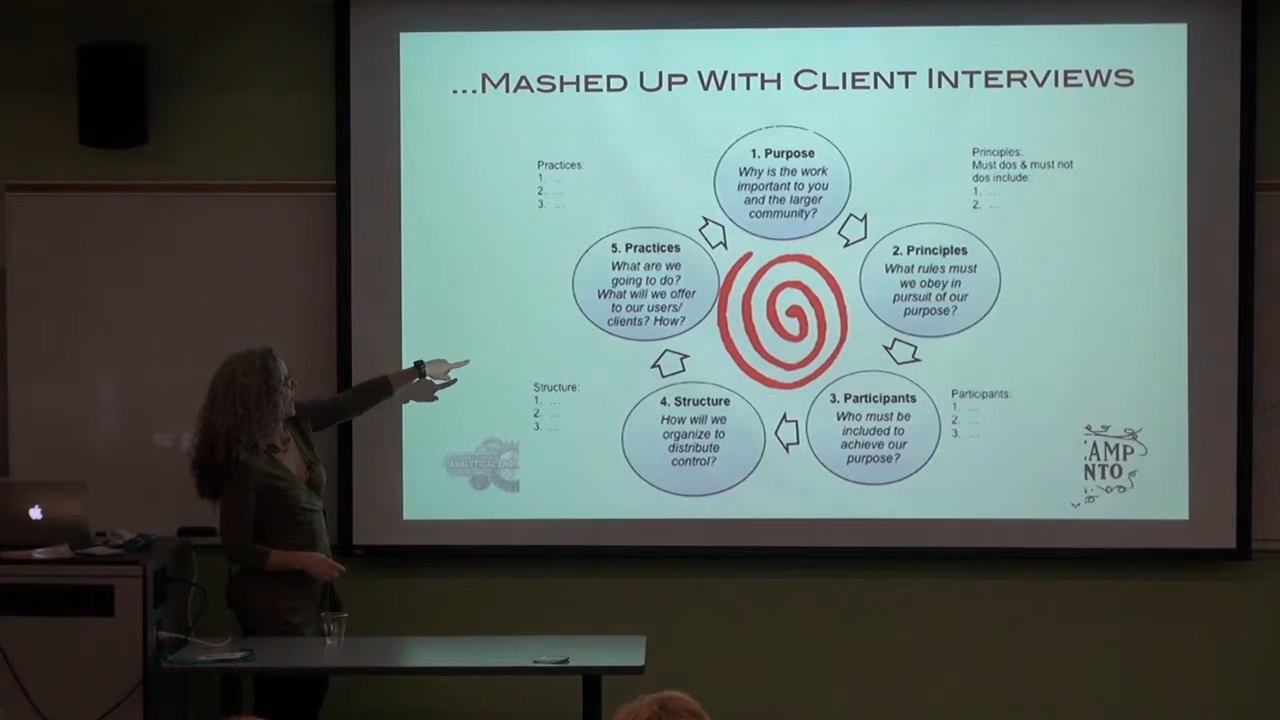 ...MASHED UP WITH CLIENT INTERVIEWS
1. Purpose
Why is the work
important to you
and the larger
community?
Practices:
1. ...
2. ...
3. ...
Principles:
Must dos & must not
dos include:
1. ...
2. ...
5. Practices
What are we
going to do?
What will we offer
to our users/
clients? How?
2. Principles
What rules must
we obey in
pursuit of our
purpose?
Structure:
1. ...
2. ...
3. ...
4. Structure
How will we
organize to
distribute
control?
3. Participants
Who must be
included to
achieve our
purpose?
Participants:
1. ...
2. ...
3. ...
ANALYTICAL ENGI
AMP
NTO